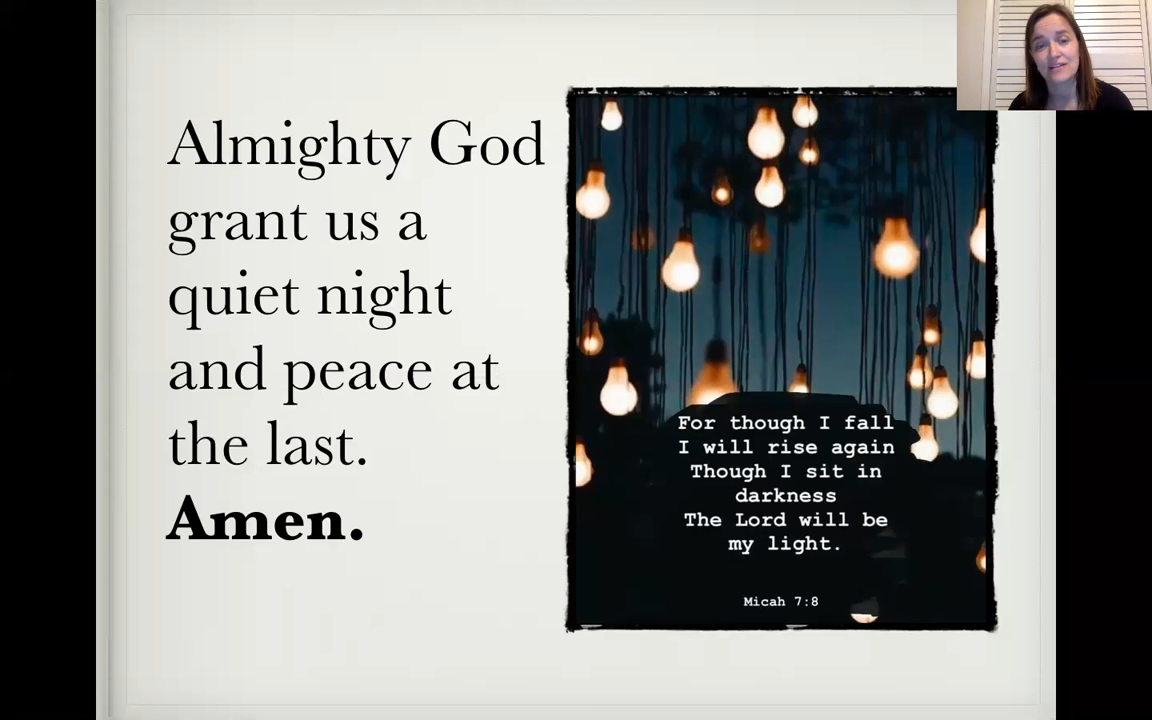 Almighty God
grant us a
quiet night
and peace at
the last.
Amen.
For though I fall
I will rise again
Though I sit in
darkness
The Lord will be
my light.
Micah 7:8